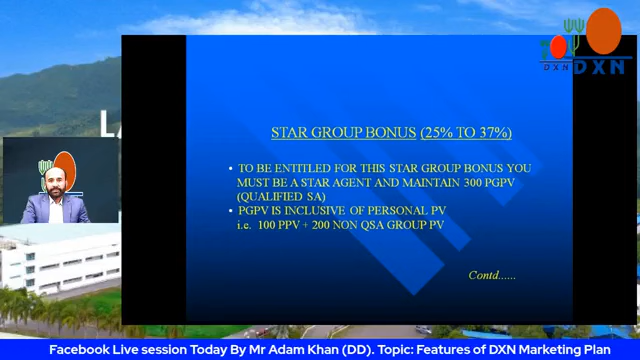 DXN
DXN
LA
STAR GROUP BONUS (25% TO 37%)
• TO BE ENTITLED FOR THIS STAR GROUP BONUS YOU
MUST BE A STAR AGENT AND MAINTAIN 300 PGPV
(QUALIFIED SA)
• PGPV IS INCLUSIVE OF PERSONAL PV
i.e. 100 PPV + 200 NON QSA GROUP PV
Contd......
Facebook Live session Today By Mr Adam Khan (DD). Topic: Features of DXN Marketing Plan